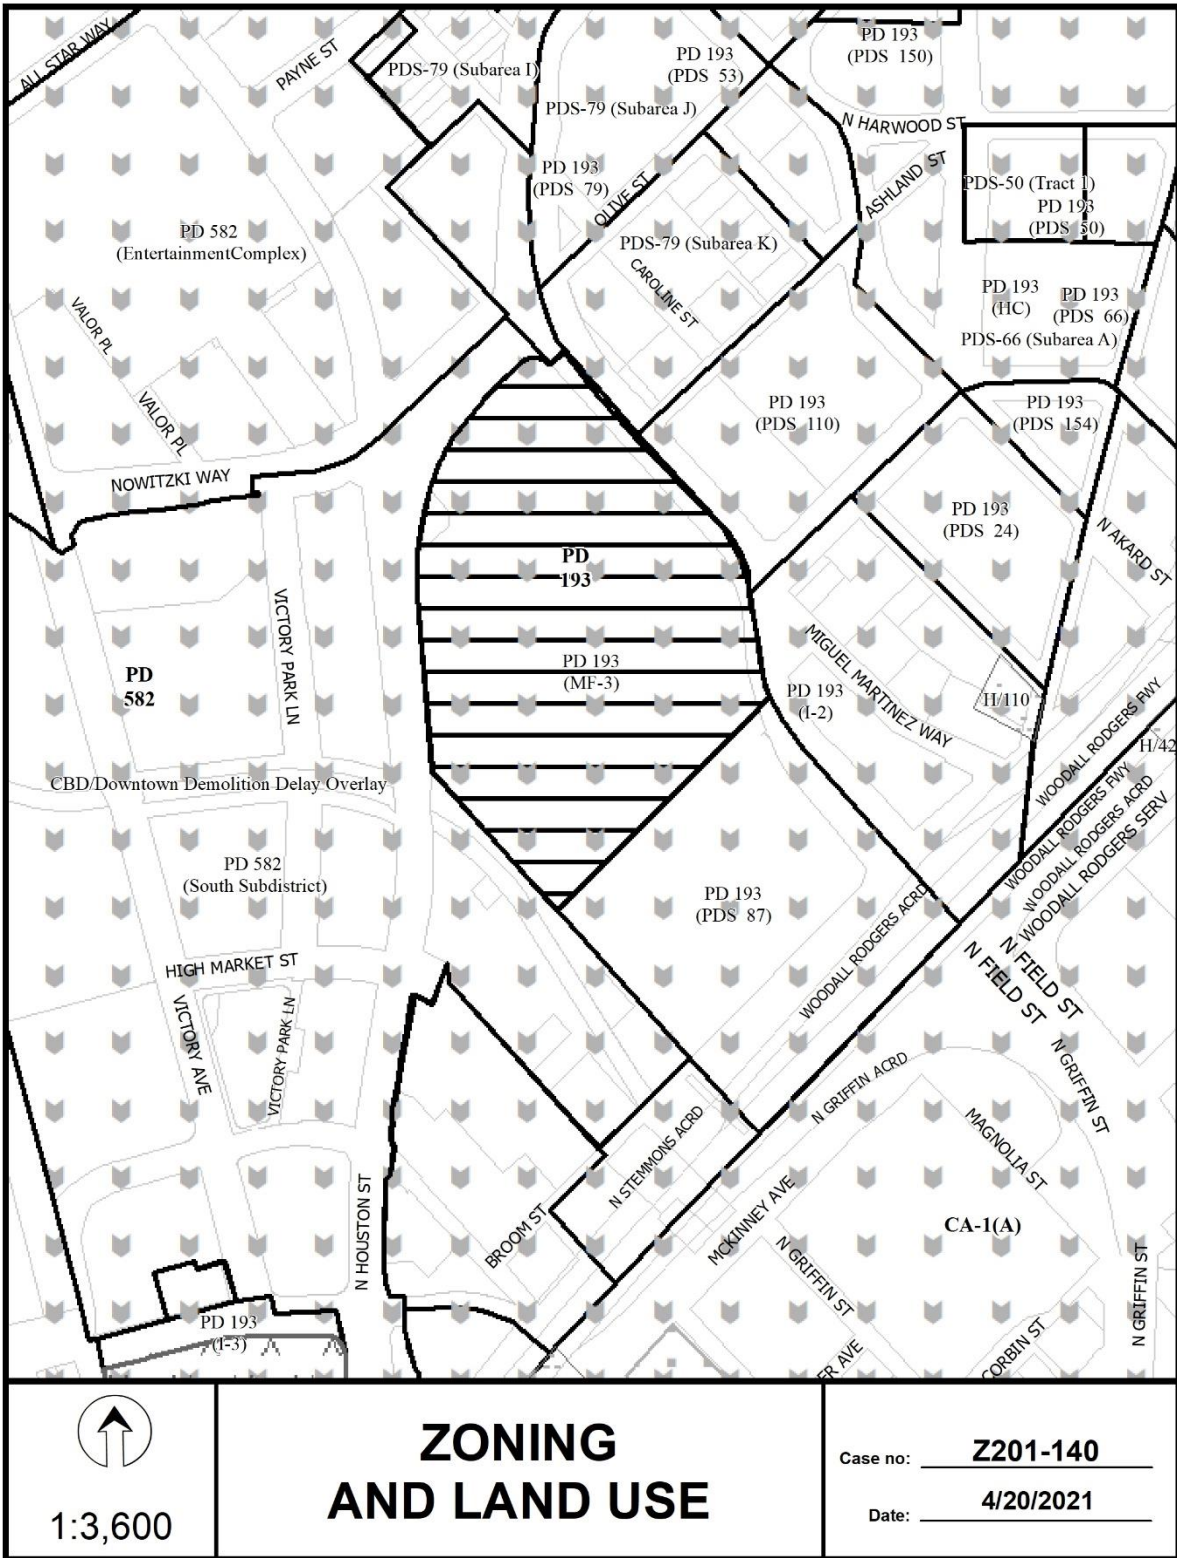 ALL STAR WAY
PAYNE ST
PDS-79 (Subarea I)
PD 193
(PDS 53)
PD 193
(PDS 150)
PDS-79 (Subarea J)
N HARWOOD ST
PD 193
(PDS 79)
OLIVE ST
ASHLAND ST
PDS-50 (Tract 1)
PD 193
(PDS 50)
PD 582
(EntertainmentComplex)
PDS-79 (Subarea K)
CAROLINE ST
PD 193
(HC)
PD 193
(PDS 66)
PDS-66 (Subarea A)
VALOR PL
VALOR PL
PD 193
(PDS 110)
PD 193
(PDS 154)
NOWITZKI WAY
PD 193
(PDS 24)
N AKARD ST
PD
193
VICTORY PARK LN
PD
582
PD 193
(MF-3)
MIGUEL MARTINEZ WAY
PD 193
(I-2)
H/110
H/42
WOODALL RODGERS FWY
WOODALL RODGERS FWY
WOODALL RODGERS ACRD
WOODALL RODGERS SERV
CBD/Downtown Demolition Delay Overlay
PD 582
(South Subdistrict)
PD 193
(PDS 87)
WOODALL RODGERS ACRD
N FIELD ST
N FIELD ST
HIGH MARKET ST
VICTORY AVE
VICTORY PARK LN
N GRIFFIN ACRD
N GRIFFIN ST
MAGNOLIA ST
N STEMMONS ACRD
N HOUSTON ST
BROOM ST
MCKINNEY AVE
CA-1(A)
N GRIFFIN ST
N GRIFFIN ST
PD 193
(I-3)
ER AVE
CORBIN ST
1:3,600
ZONING
AND LAND USE
Case no: Z201-140
Date: 4/20/2021